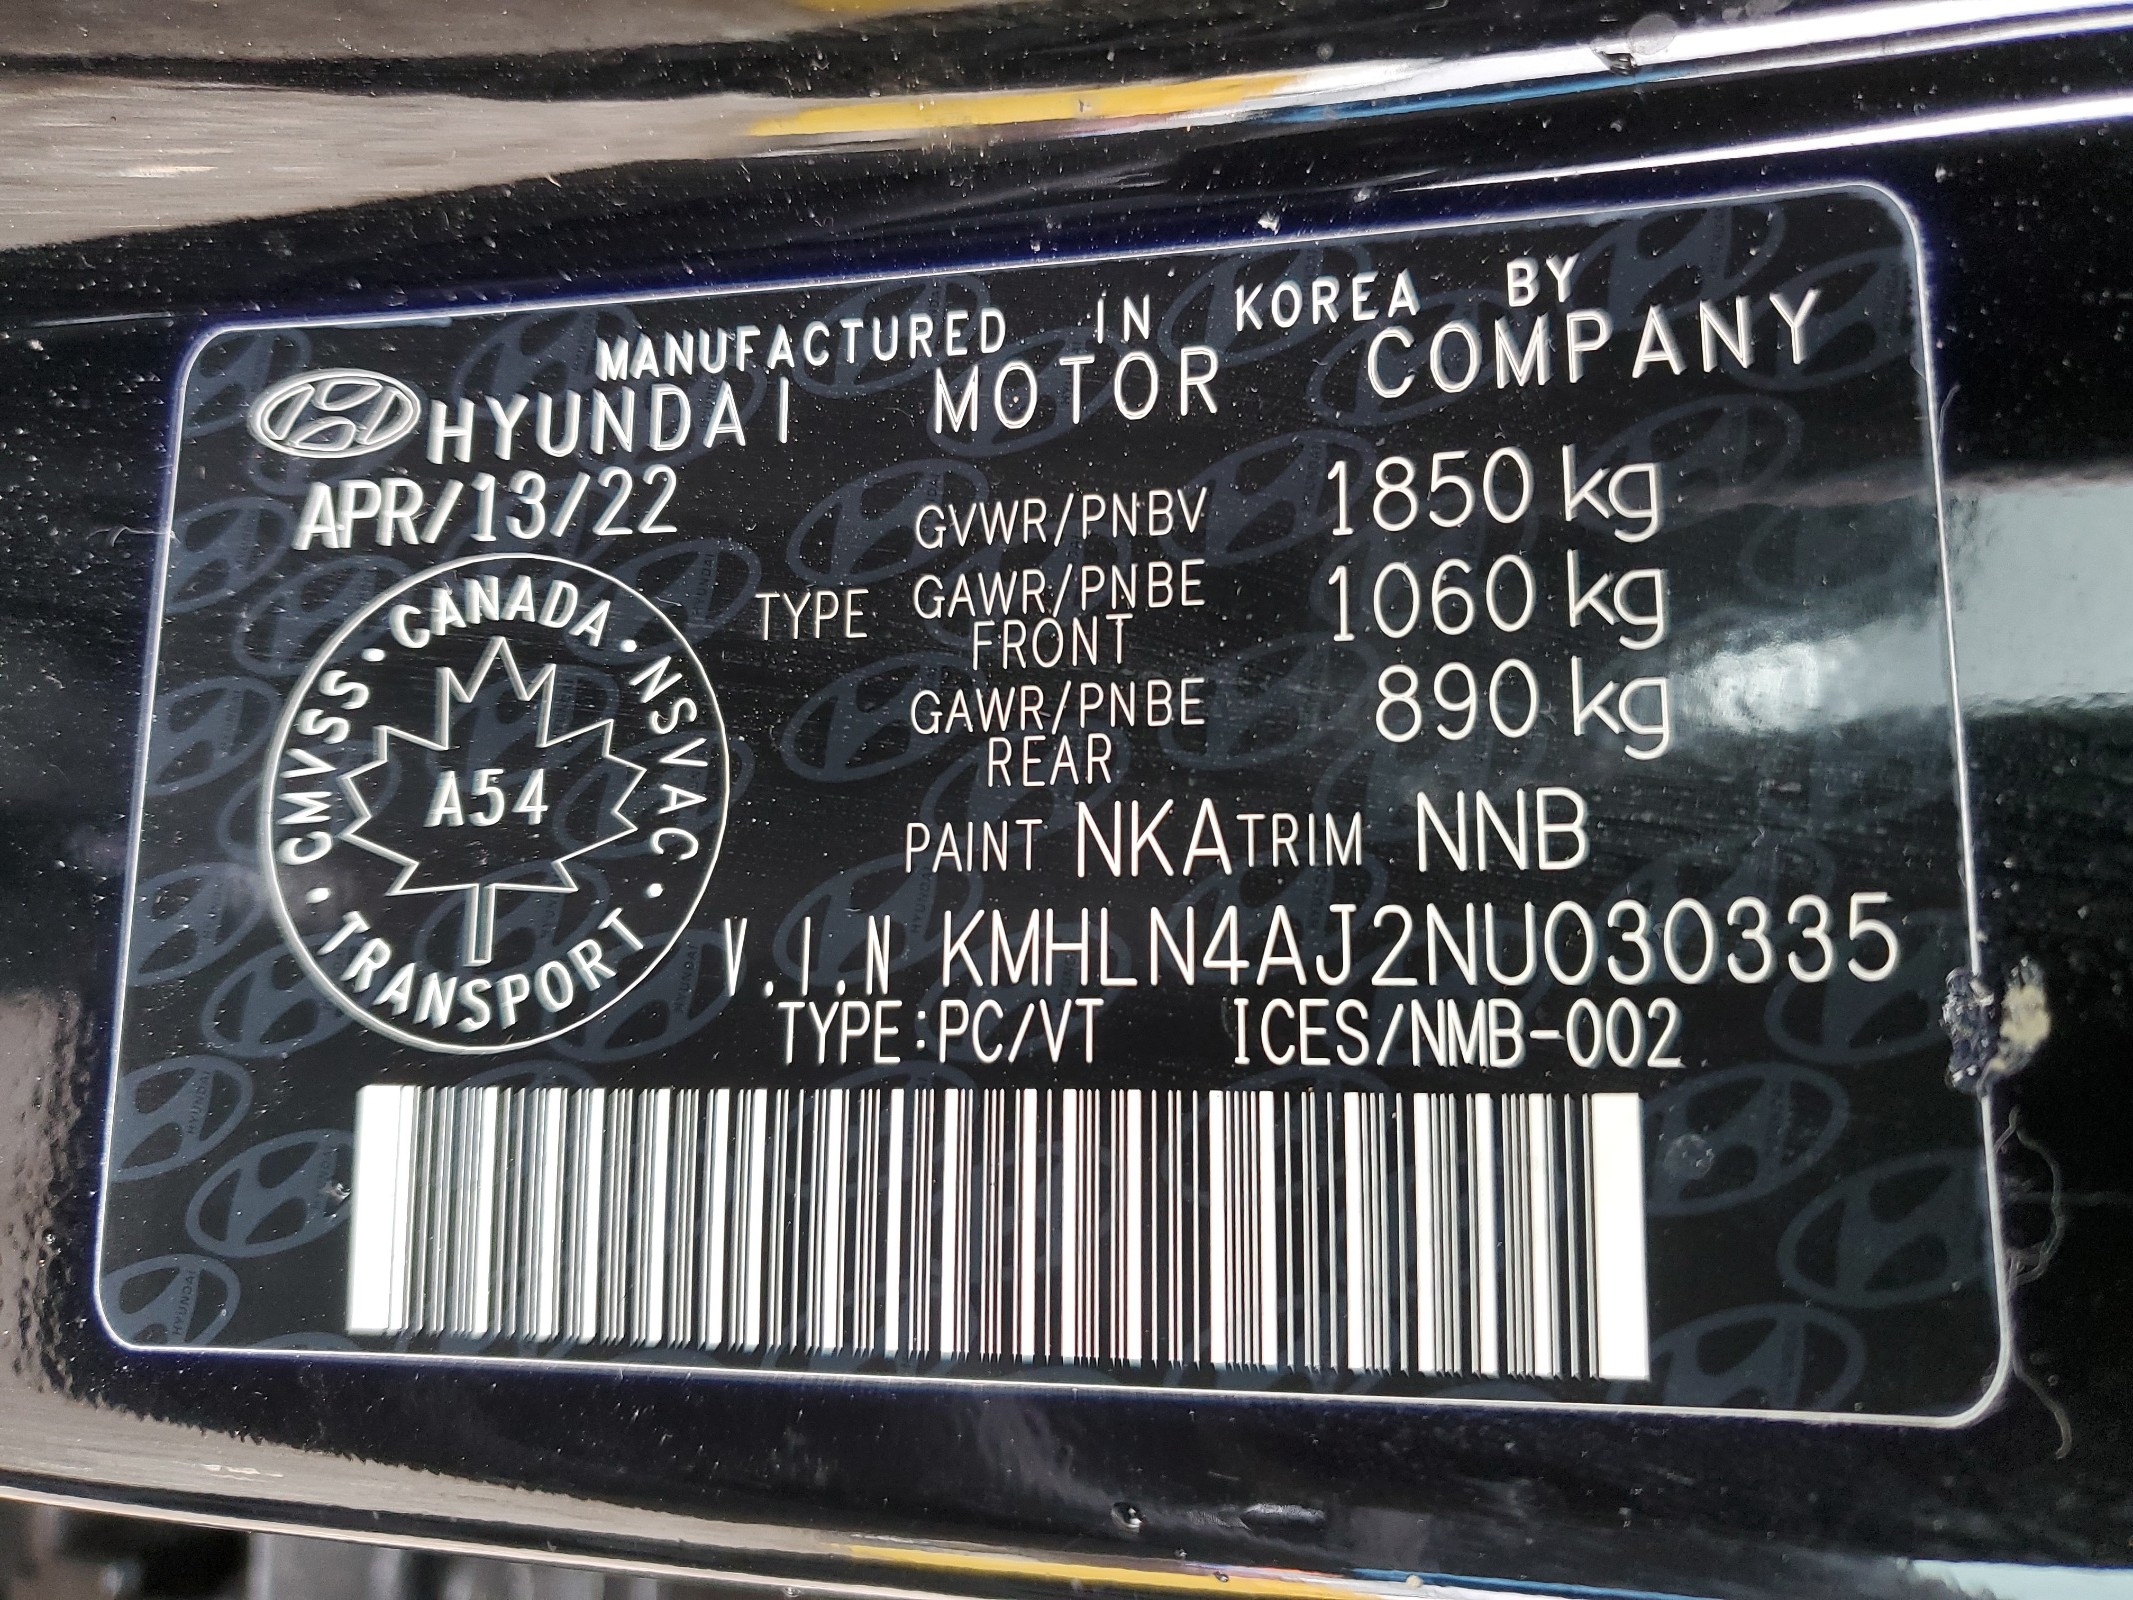 MANUFACTURED IN KOREA BY
HYUNDAI MOTOR COMPANY
APR/13/22
GVWR/PNBV 1850 kg
TYPE GAWR/PNBE FRONT 1060 kg
GAWR/PNBE REAR 890 kg
CANADA · NSVAC · TRANSPORT · CMVSS ·
A54
PAINT NKA TRIM NNB
V.I.N KMHLN4AJ2NU030335
TYPE:PC/VT ICES/NMB-002